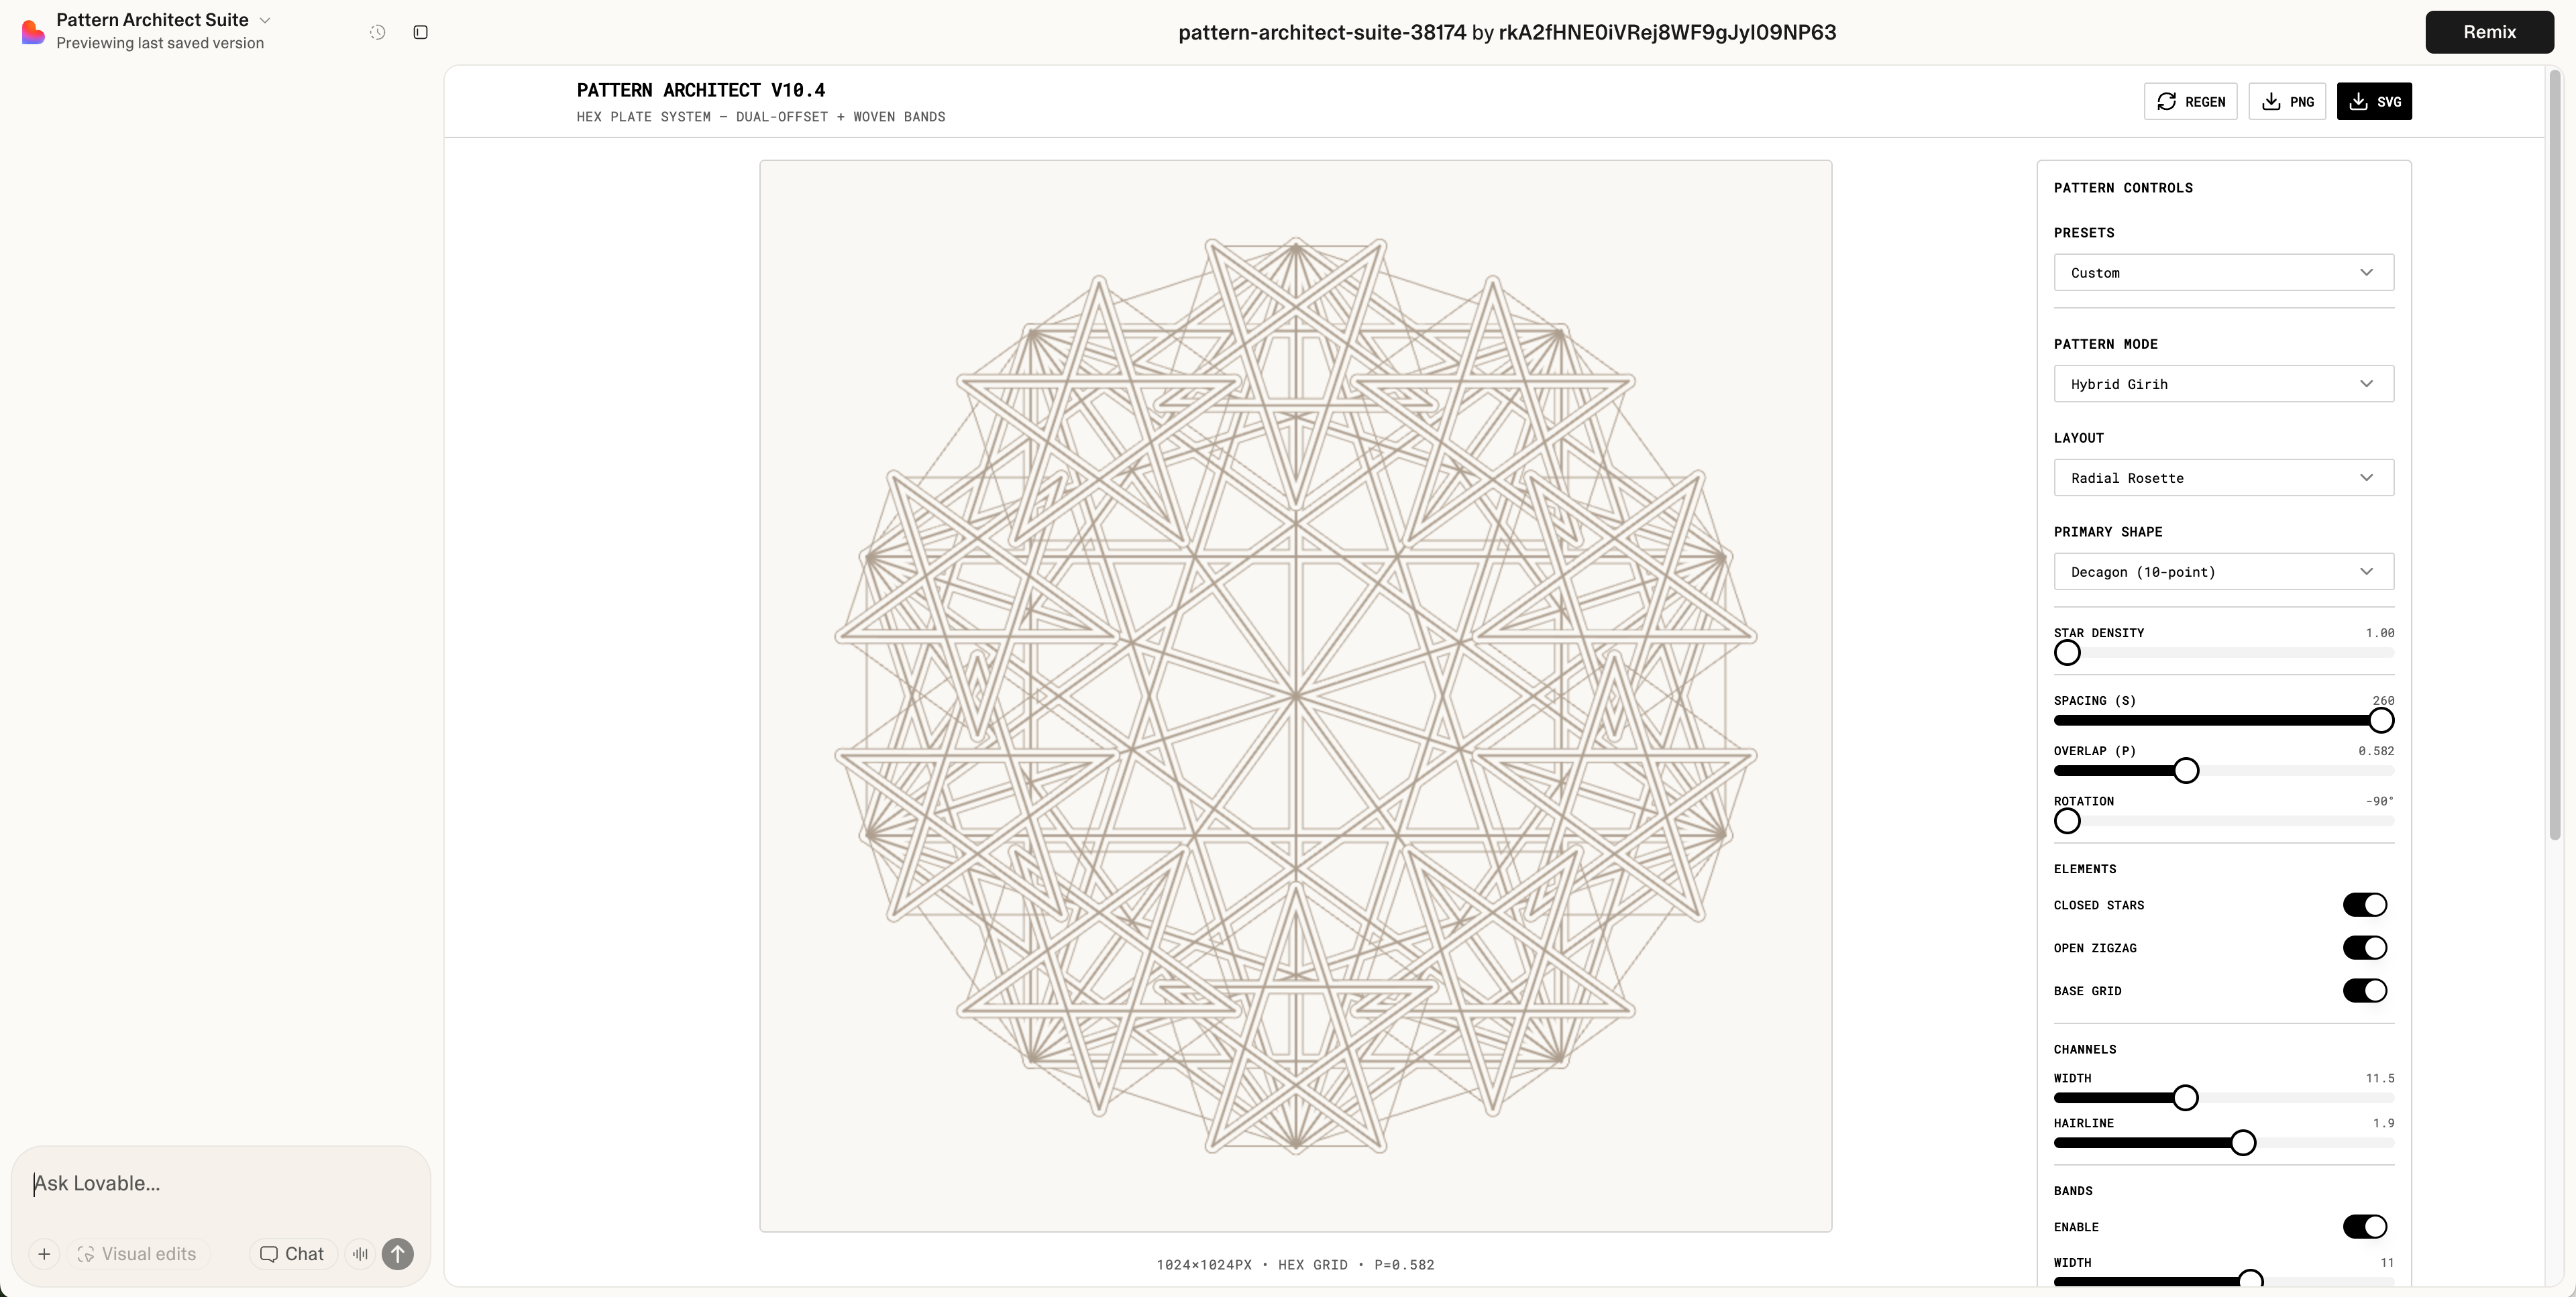 Pattern Architect Suite
Previewing last saved version
pattern-architect-suite-38174 by rkA2fHNE0iVRej8WF9gJyI09NP63
Remix
PATTERN ARCHITECT V10.4
HEX PLATE SYSTEM — DUAL-OFFSET + WOVEN BANDS
REGEN
PNG
SVG
PATTERN CONTROLS
PRESETS
Custom
PATTERN MODE
Hybrid Girih
LAYOUT
Radial Rosette
PRIMARY SHAPE
Decagon (10-point)
STAR DENSITY 1.00
SPACING (S) 260
OVERLAP (P) 0.582
ROTATION -90°
ELEMENTS
CLOSED STARS
OPEN ZIGZAG
BASE GRID
CHANNELS
WIDTH 11.5
HAIRLINE 1.9
BANDS
ENABLE
WIDTH 11
1024×1024PX • HEX GRID • P=0.582
Ask Lovable...
Visual edits
Chat